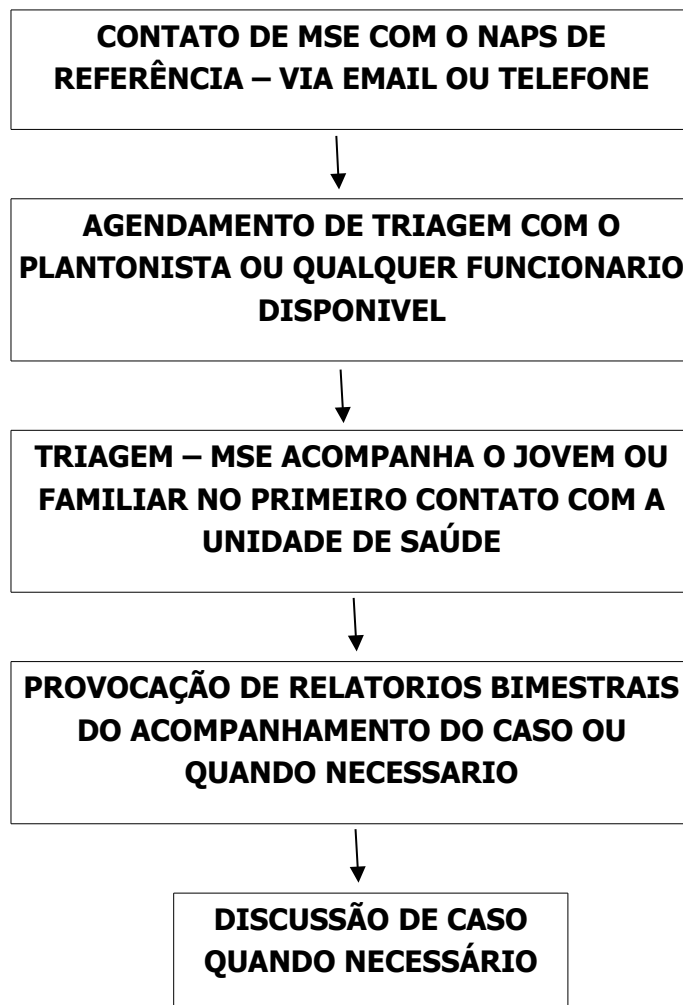 CONTATO DE MSE COM O NAPS DE
REFERÊNCIA – VIA EMAIL OU TELEFONE
AGENDAMENTO DE TRIAGEM COM O
PLANTONISTA OU QUALQUER FUNCIONARIO
DISPONIVEL
TRIAGEM – MSE ACOMPANHA O JOVEM OU
FAMILIAR NO PRIMEIRO CONTATO COM A
UNIDADE DE SAÚDE
PROVOCAÇÃO DE RELATORIOS BIMESTRAIS
DO ACOMPANHAMENTO DO CASO OU
QUANDO NECESSARIO
DISCUSSÃO DE CASO
QUANDO NECESSÁRIO